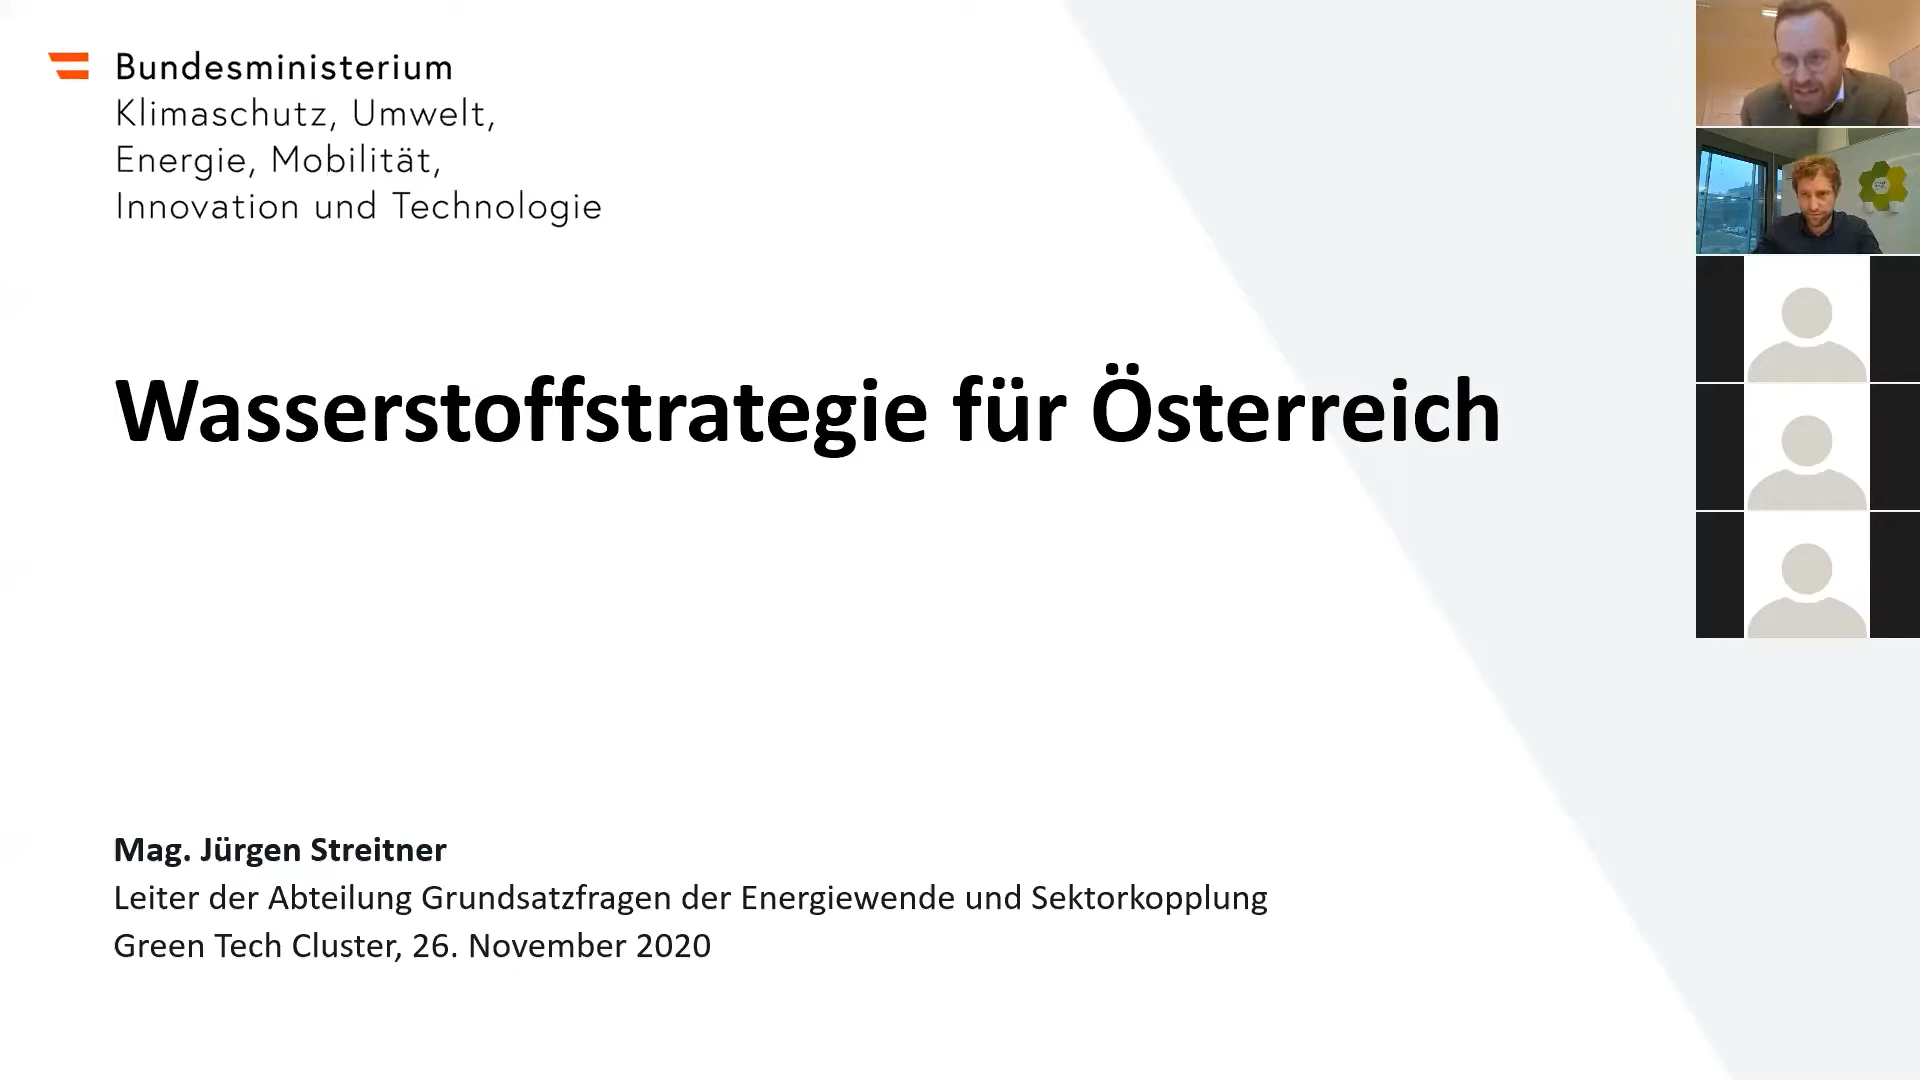 Bundesministerium
Klimaschutz, Umwelt,
Energie, Mobilität,
Innovation und Technologie
Wasserstoffstrategie für Österreich
Mag. Jürgen Streitner
Leiter der Abteilung Grundsatzfragen der Energiewende und Sektorkopplung
Green Tech Cluster, 26. November 2020